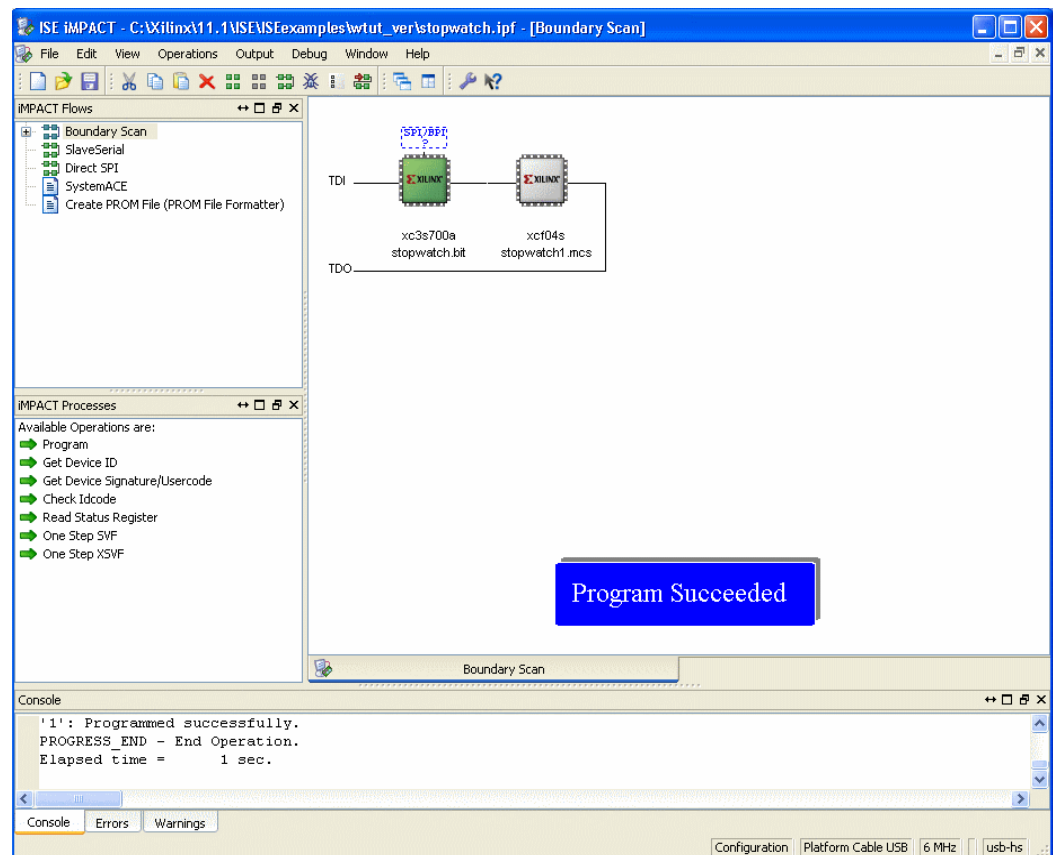 ISE iMPACT - C:\Xilinx\11.1\ISE\ISEexamples\wtut_ver\stopwatch.ipf - [Boundary Scan]
File Edit View Operations Output Debug Window Help
iMPACT Flows
Boundary Scan
SlaveSerial
Direct SPI
SystemACE
Create PROM File (PROM File Formatter)
SPI/BPI
?
TDI
XILINX
XILINX
xc3s700a
xcf04s
stopwatch.bit
stopwatch1.mcs
TDO
iMPACT Processes
Available Operations are:
Program
Get Device ID
Get Device Signature/Usercode
Check Idcode
Read Status Register
One Step SVF
One Step XSVF
Program Succeeded
Boundary Scan
Console
'1': Programmed successfully.
PROGRESS_END - End Operation.
Elapsed time =      1 sec.
Console Errors Warnings
Configuration Platform Cable USB 6 MHz usb-hs